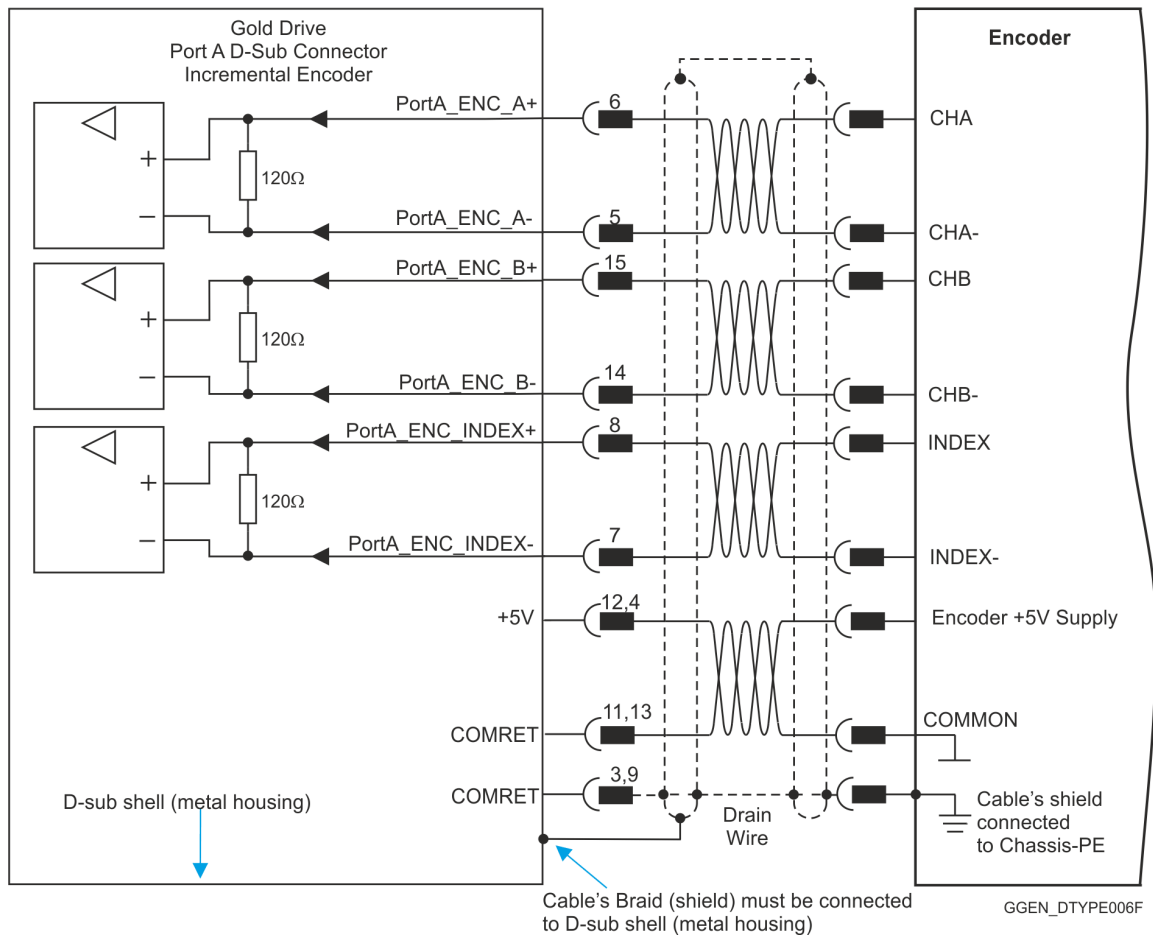 Gold Drive
Port A D-Sub Connector
Incremental Encoder
Encoder
PortA_ENC_A+
6
CHA
+
120Ω
−
PortA_ENC_A-
5
CHA-
PortA_ENC_B+
15
CHB
+
120Ω
−
PortA_ENC_B-
14
CHB-
PortA_ENC_INDEX+
8
INDEX
+
120Ω
−
PortA_ENC_INDEX-
7
INDEX-
+5V
12,4
Encoder +5V Supply
COMRET
11,13
COMMON
COMRET
3,9
D-sub shell (metal housing)
Drain
Wire
Cable's shield
connected
to Chassis-PE
Cable's Braid (shield) must be connected
to D-sub shell (metal housing)
GGEN_DTYPE006F